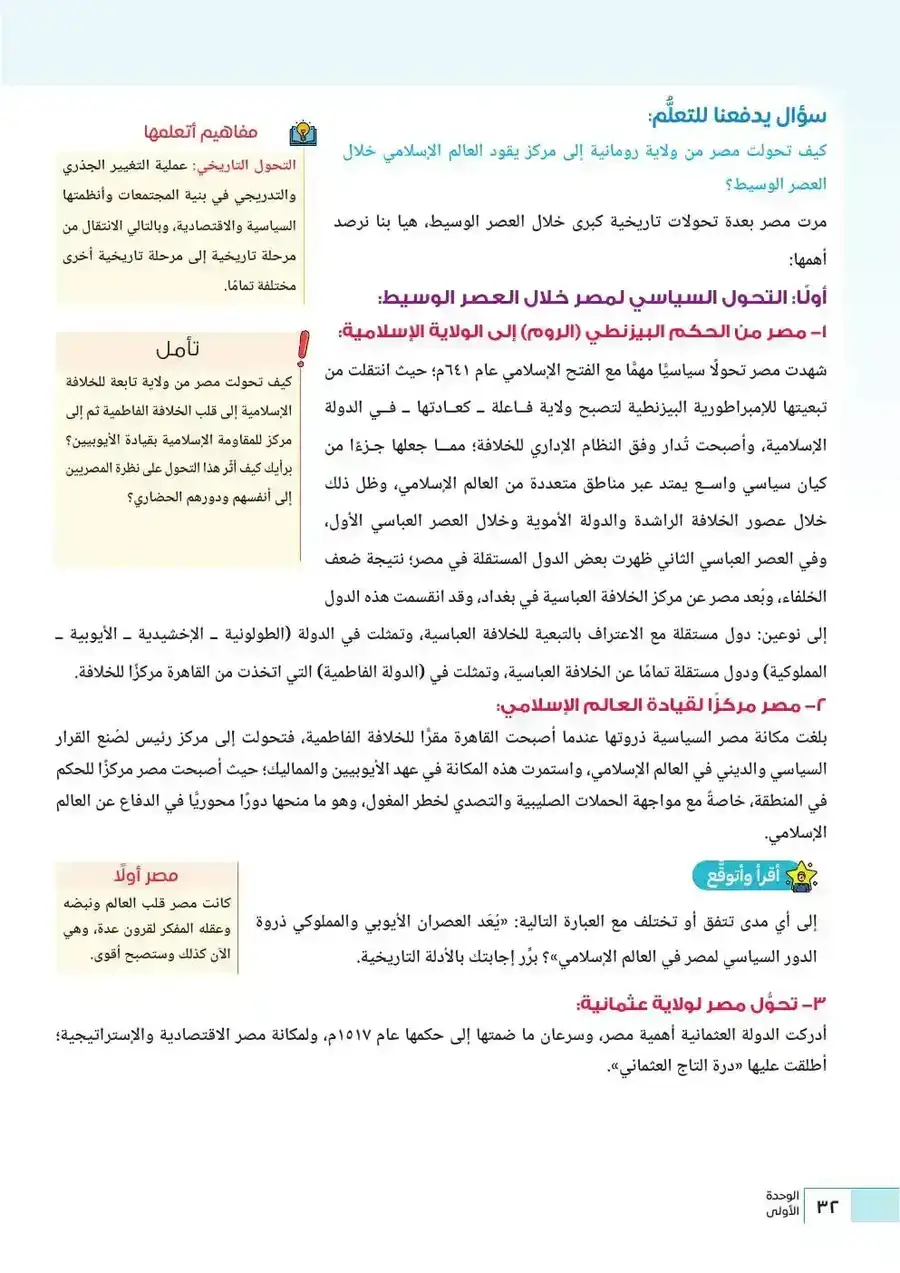 سؤال يدفعنا للتعلُّم:
كيف تحولت مصر من ولاية رومانية إلى مركز يقود العالم الإسلامي خلال
العصر الوسيط؟
مرت مصر بعدة تحولات تاريخية كبرى خلال العصر الوسيط، هيا بنا نرصد
أهمها:
مفاهيم أتعلمها
التحول التاريخي: عملية التغيير الجذري
والتدريجي في بنية المجتمعات وأنظمتها
السياسية والاقتصادية، وبالتالي الانتقال من
مرحلة تاريخية إلى مرحلة تاريخية أخرى
مختلفة تمامًا.
أولًا: التحول السياسي لمصر خلال العصر الوسيط:
١- مصر من الحكم البيزنطي (الروم) إلى الولاية الإسلامية:
شهدت مصر تحولًا سياسيًّا مهمًّا مع الفتح الإسلامي عام ٦٤١م؛ حيث انتقلت من
تبعيتها للإمبراطورية البيزنطية لتصبح ولاية فـاعلة ـ كعـادتها ـ فـي الدولة
الإسلامية، وأصبحت تُدار وفق النظام الإداري للخلافة؛ ممـا جعلها جـزءًا من
كيان سياسي واسـع يمتد عبر مناطق متعددة من العالم الإسلامي، وظل ذلك
خلال عصور الخلافة الراشدة والدولة الأموية وخلال العصر العباسي الأول،
وفي العصر العباسي الثاني ظهرت بعض الدول المستقلة في مصر؛ نتيجة ضعف
الخلفاء، وبُعد مصر عن مركز الخلافة العباسية في بغداد، وقد انقسمت هذه الدول
إلى نوعين: دول مستقلة مع الاعتراف بالتبعية للخلافة العباسية، وتمثلت في الدولة (الطولونية ـ الإخشيدية ـ الأيوبية ـ
المملوكية) ودول مستقلة تمامًا عن الخلافة العباسية، وتمثلت في (الدولة الفاطمية) التي اتخذت من القاهرة مركزًا للخلافة.
تأمل
كيف تحولت مصر من ولاية تابعة للخلافة
الإسلامية إلى قلب الخلافة الفاطمية ثم إلى
مركز للمقاومة الإسلامية بقيادة الأيوبيين؟
برأيك كيف أثّر هذا التحول على نظرة المصريين
إلى أنفسهم ودورهم الحضاري؟
٢- مصر مركزًا لقيادة العالم الإسلامي:
بلغت مكانة مصر السياسية ذروتها عندما أصبحت القاهرة مقرًّا للخلافة الفاطمية، فتحولت إلى مركز رئيس لصُنع القرار
السياسي والديني في العالم الإسلامي، واستمرت هذه المكانة في عهد الأيوبيين والمماليك؛ حيث أصبحت مصر مركزًا للحكم
في المنطقة، خاصةً مع مواجهة الحملات الصليبية والتصدي لخطر المغول، وهو ما منحها دورًا محوريًّا في الدفاع عن العالم
الإسلامي.
أقرأ وأتوقَّع
إلى أي مدى تتفق أو تختلف مع العبارة التالية: «يُعَد العصران الأيوبي والمملوكي ذروة
الدور السياسي لمصر في العالم الإسلامي»؟ برِّر إجابتك بالأدلة التاريخية.
مصر أولًا
كانت مصر قلب العالم ونبضه
وعقله المفكر لقرون عدة، وهي
الآن كذلك وستصبح أقوى.
٣- تحوُّل مصر لولاية عثمانية:
أدركت الدولة العثمانية أهمية مصر، وسرعان ما ضمتها إلى حكمها عام ١٥١٧م، ولمكانة مصر الاقتصادية والإستراتيجية؛
أطلقت عليها «درة التاج العثماني».
٣٢
الوحدة
الأولى